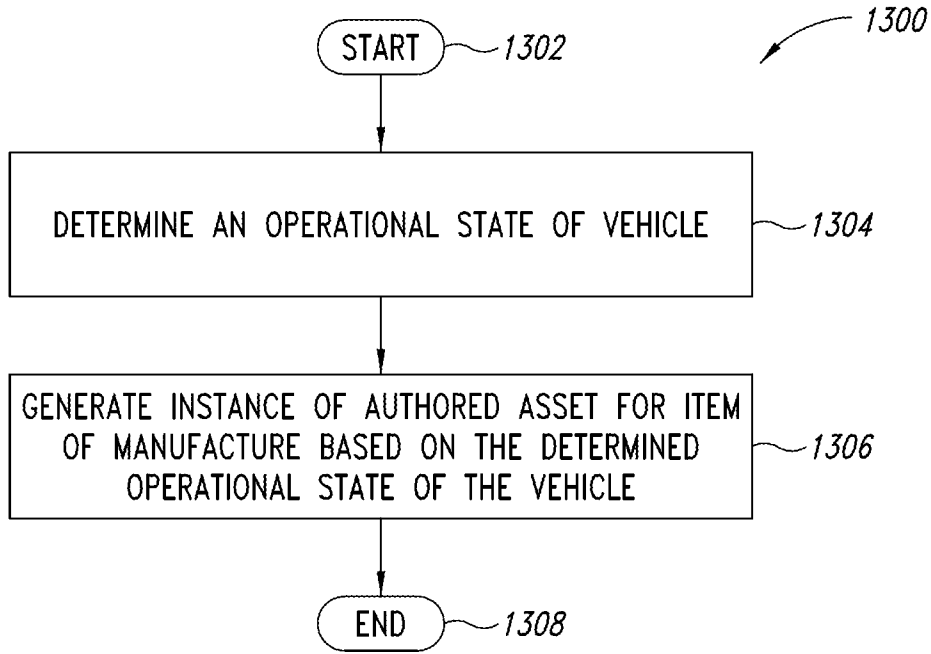 1300
START
1302
DETERMINE AN OPERATIONAL STATE OF VEHICLE
1304
GENERATE INSTANCE OF AUTHORED ASSET FOR ITEM
OF MANUFACTURE BASED ON THE DETERMINED
OPERATIONAL STATE OF THE VEHICLE
1306
END
1308